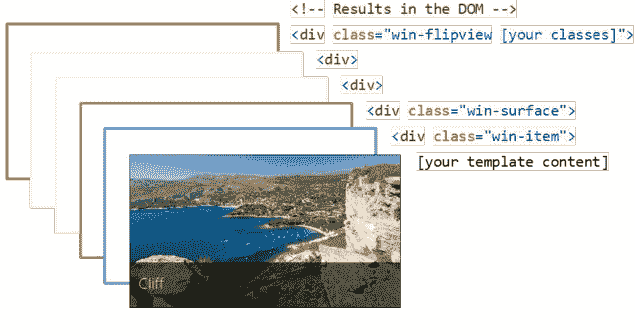 <!-- Results in the DOM -->
<div class="win-flipview [your classes]">
<div>
<div>
<div class="win-surface">
<div class="win-item">
[your template content]
Cliff